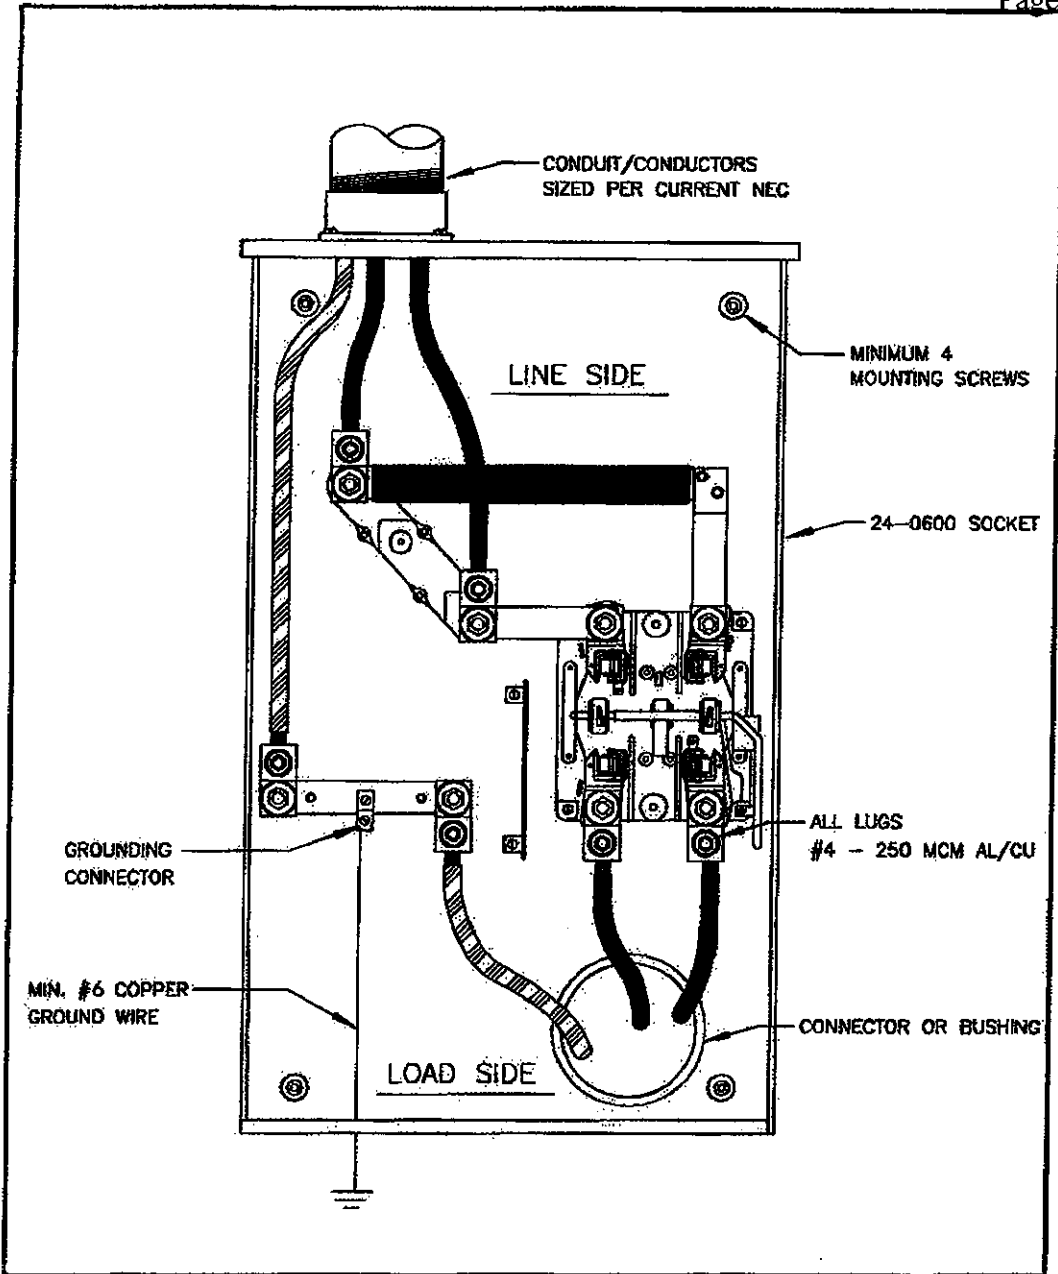 Page
CONDUIT/CONDUCTORS
SIZED PER CURRENT NEC
MINIMUM 4
MOUNTING SCREWS
LINE SIDE
24-0600 SOCKET
ALL LUGS
#4 - 250 MCM AL/CU
GROUNDING
CONNECTOR
MIN. #6 COPPER
GROUND WIRE
CONNECTOR OR BUSHING
LOAD SIDE